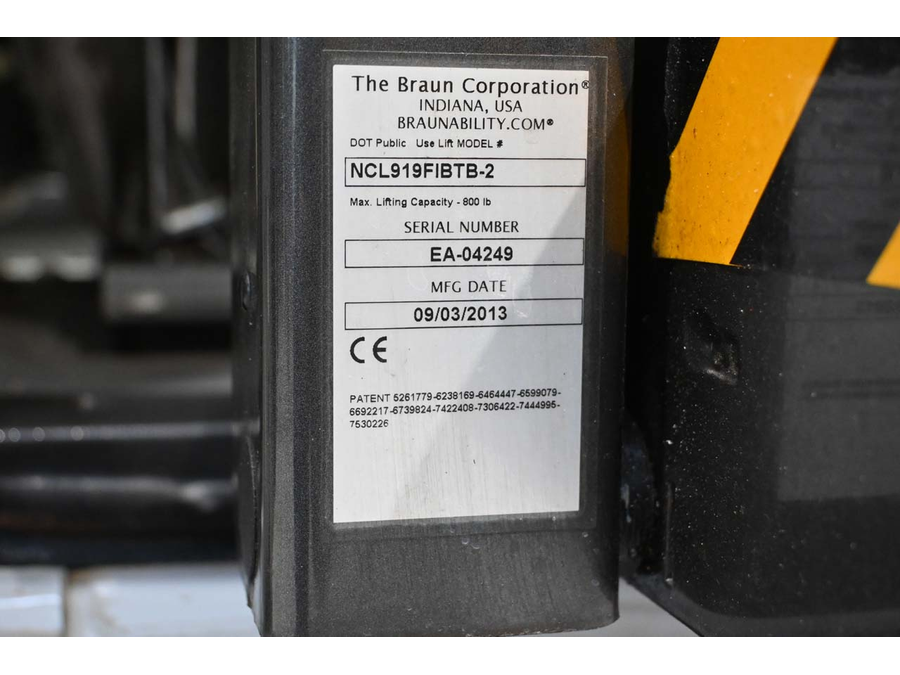 The Braun Corporation®
INDIANA, USA
BRAUNABILITY.COM®
DOT Public Use Lift MODEL #
NCL919FIBTB-2
Max. Lifting Capacity - 800 lb
SERIAL NUMBER
EA-04249
MFG DATE
09/03/2013
CE
PATENT 5261779-6238169-6464447-6599079-
6692217-6739824-7422408-7306422-7444995-
7530226